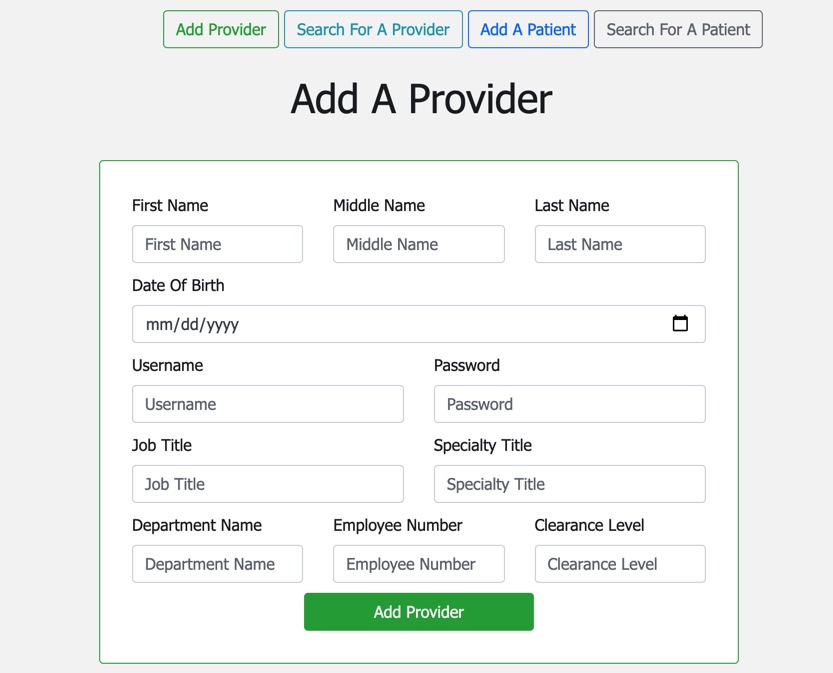 Add Provider Search For A Provider Add A Patient Search For A Patient
Add A Provider
First Name Middle Name Last Name
First Name Middle Name Last Name
Date Of Birth
mm/dd/yyyy
Username Password
Username Password
Job Title Specialty Title
Job Title Specialty Title
Department Name Employee Number Clearance Level
Department Name Employee Number Clearance Level
Add Provider